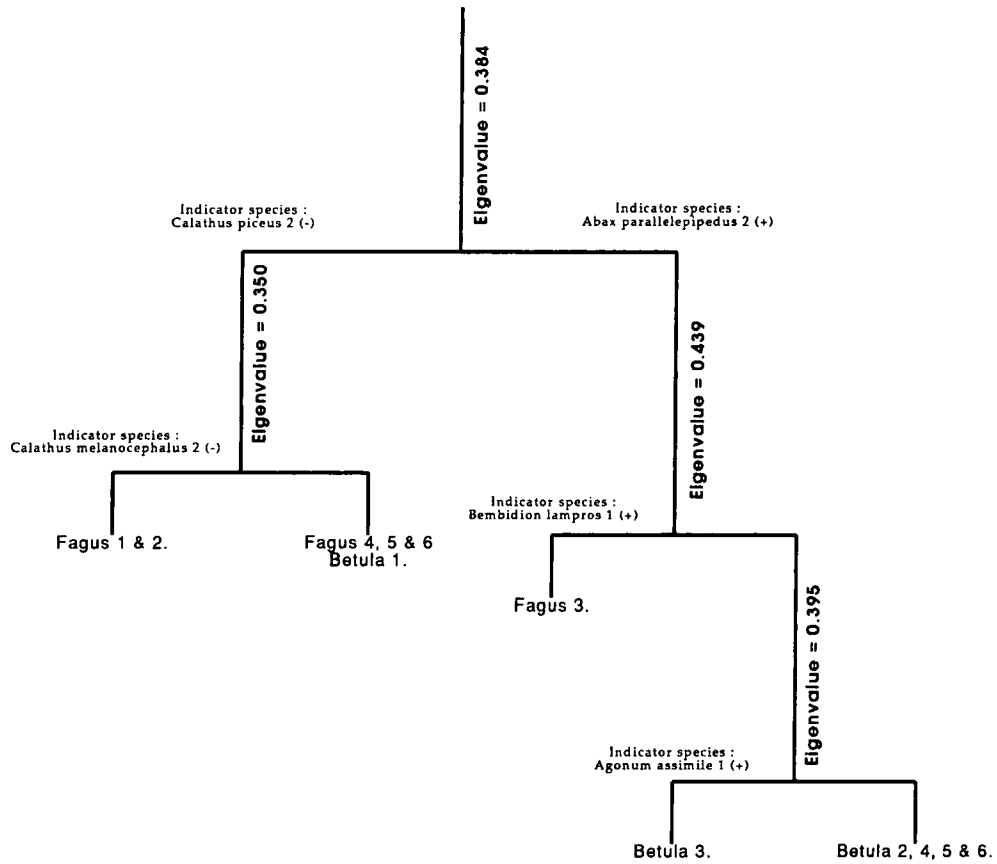 Eigenvalue = 0.384
Indicator species :
Calathus piceus 2 (-)
Indicator species :
Abax parallelepipedus 2 (+)
Eigenvalue = 0.350
Eigenvalue = 0.439
Indicator species :
Calathus melanocephalus 2 (-)
Indicator species :
Bembidion lampros 1 (+)
Fagus 1 & 2.
Fagus 4, 5 & 6
Betula 1.
Fagus 3.
Eigenvalue = 0.395
Indicator species :
Agonum assimile 1 (+)
Betula 3.
Betula 2, 4, 5 & 6.